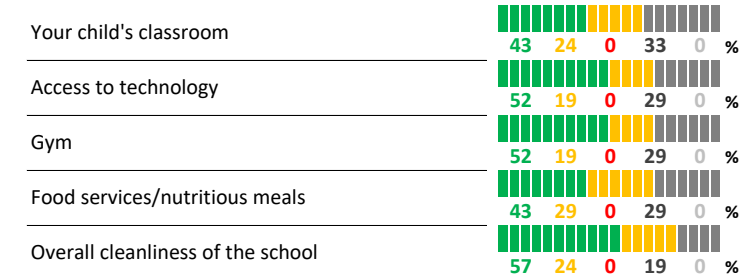 Your child's classroom
43 24 0 33 0 %
Access to technology
52 19 0 29 0 %
Gym
52 19 0 29 0 %
Food services/nutritious meals
43 29 0 29 0 %
Overall cleanliness of the school
57 24 0 19 0 %